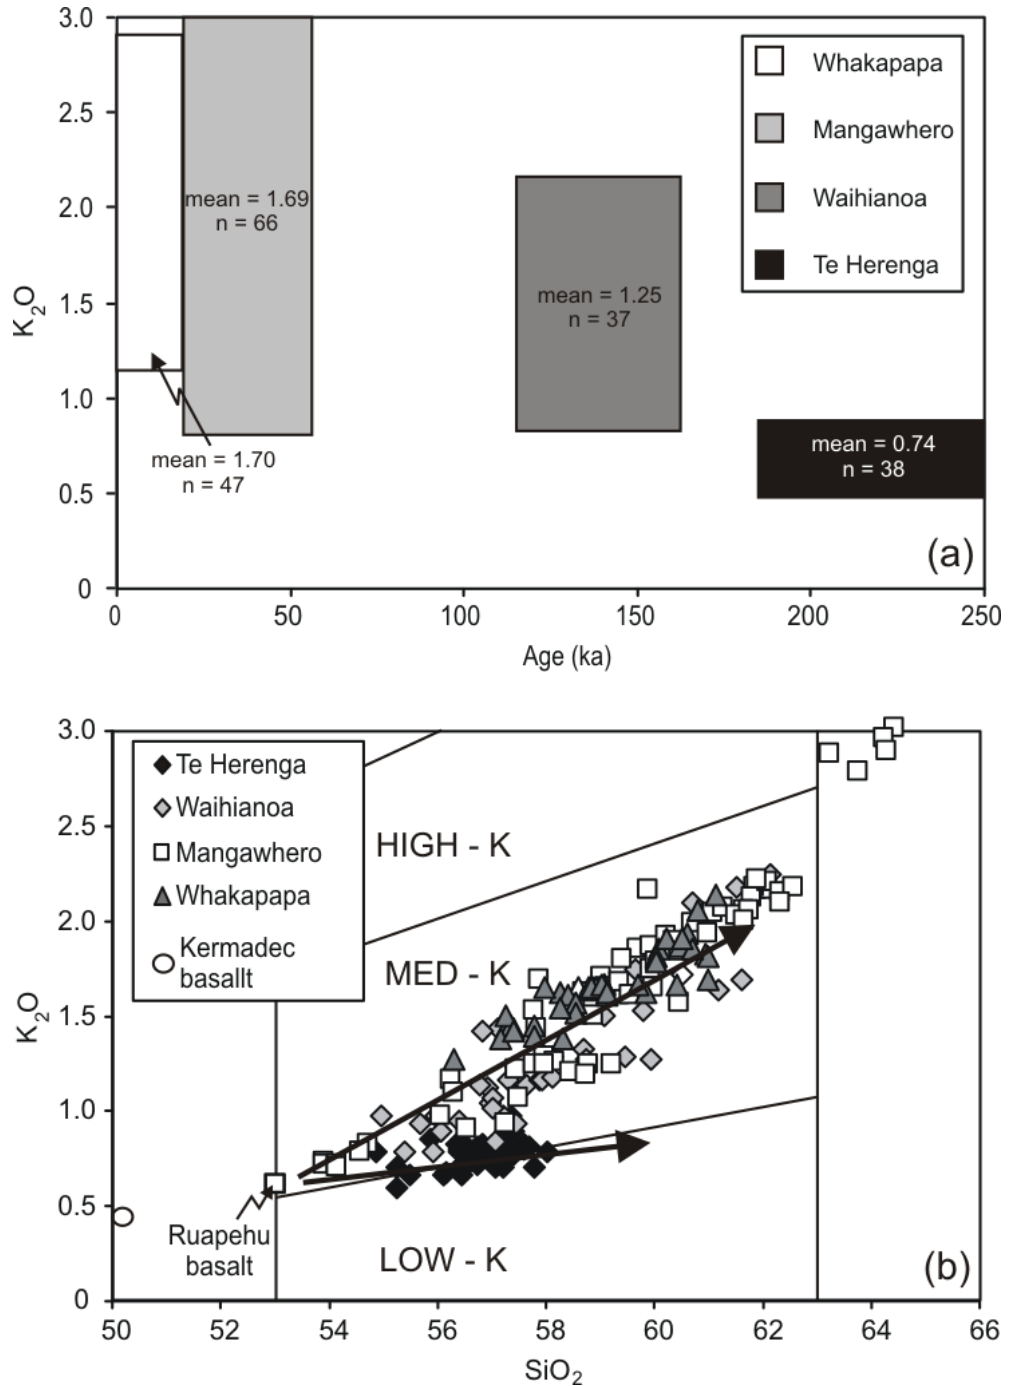 3.0
2.5
2.0
1.5
1.0
0.5
0
K₂O
Whakapapa
Mangawhero
Waihianoa
Te Herenga
mean = 1.69
n = 66
mean = 1.25
n = 37
mean = 0.74
n = 38
mean = 1.70
n = 47
(a)
0 50 100 150 200 250
Age (ka)
3.0
2.5
2.0
1.5
1.0
0.5
0
K₂O
Te Herenga
Waihianoa
Mangawhero
Whakapapa
Kermadec
basallt
HIGH - K
MED - K
LOW - K
Ruapehu
basalt
(b)
50 52 54 56 58 60 62 64 66
SiO₂